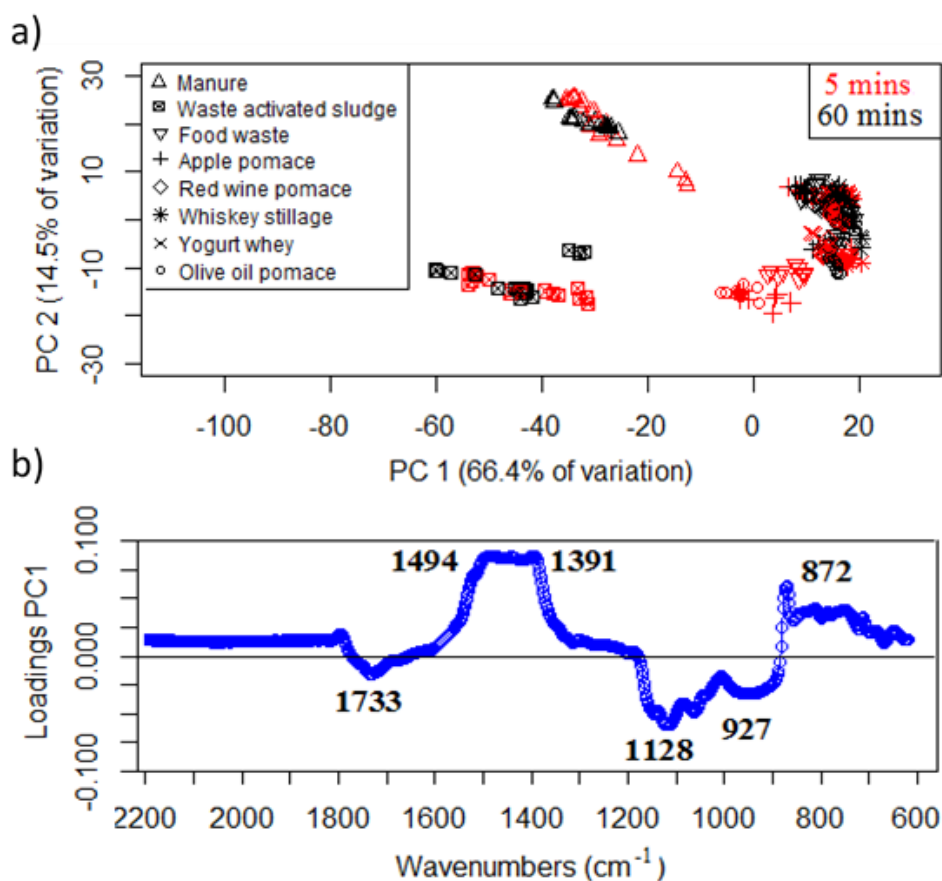 a)
PC 2 (14.5% of variation)
30
10
-10
-30
Manure
Waste activated sludge
Food waste
Apple pomace
Red wine pomace
Whiskey stillage
Yogurt whey
Olive oil pomace
5 mins
60 mins
-100 -80 -60 -40 -20 0 20
PC 1 (66.4% of variation)
b)
Loadings PC1
0.100
0.000
-0.100
1494 1391 872
1733 1128 927
2200 2000 1800 1600 1400 1200 1000 800 600
Wavenumbers (cm⁻¹)